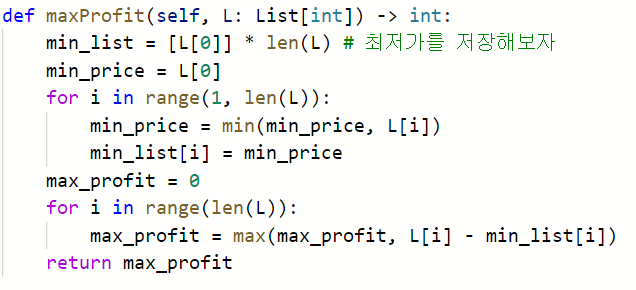 def maxProfit(self, L: List[int]) -> int:
    min_list = [L[0]] * len(L) # 최저가를 저장해보자
    min_price = L[0]
    for i in range(1, len(L)):
        min_price = min(min_price, L[i])
        min_list[i] = min_price
    max_profit = 0
    for i in range(len(L)):
        max_profit = max(max_profit, L[i] - min_list[i])
    return max_profit